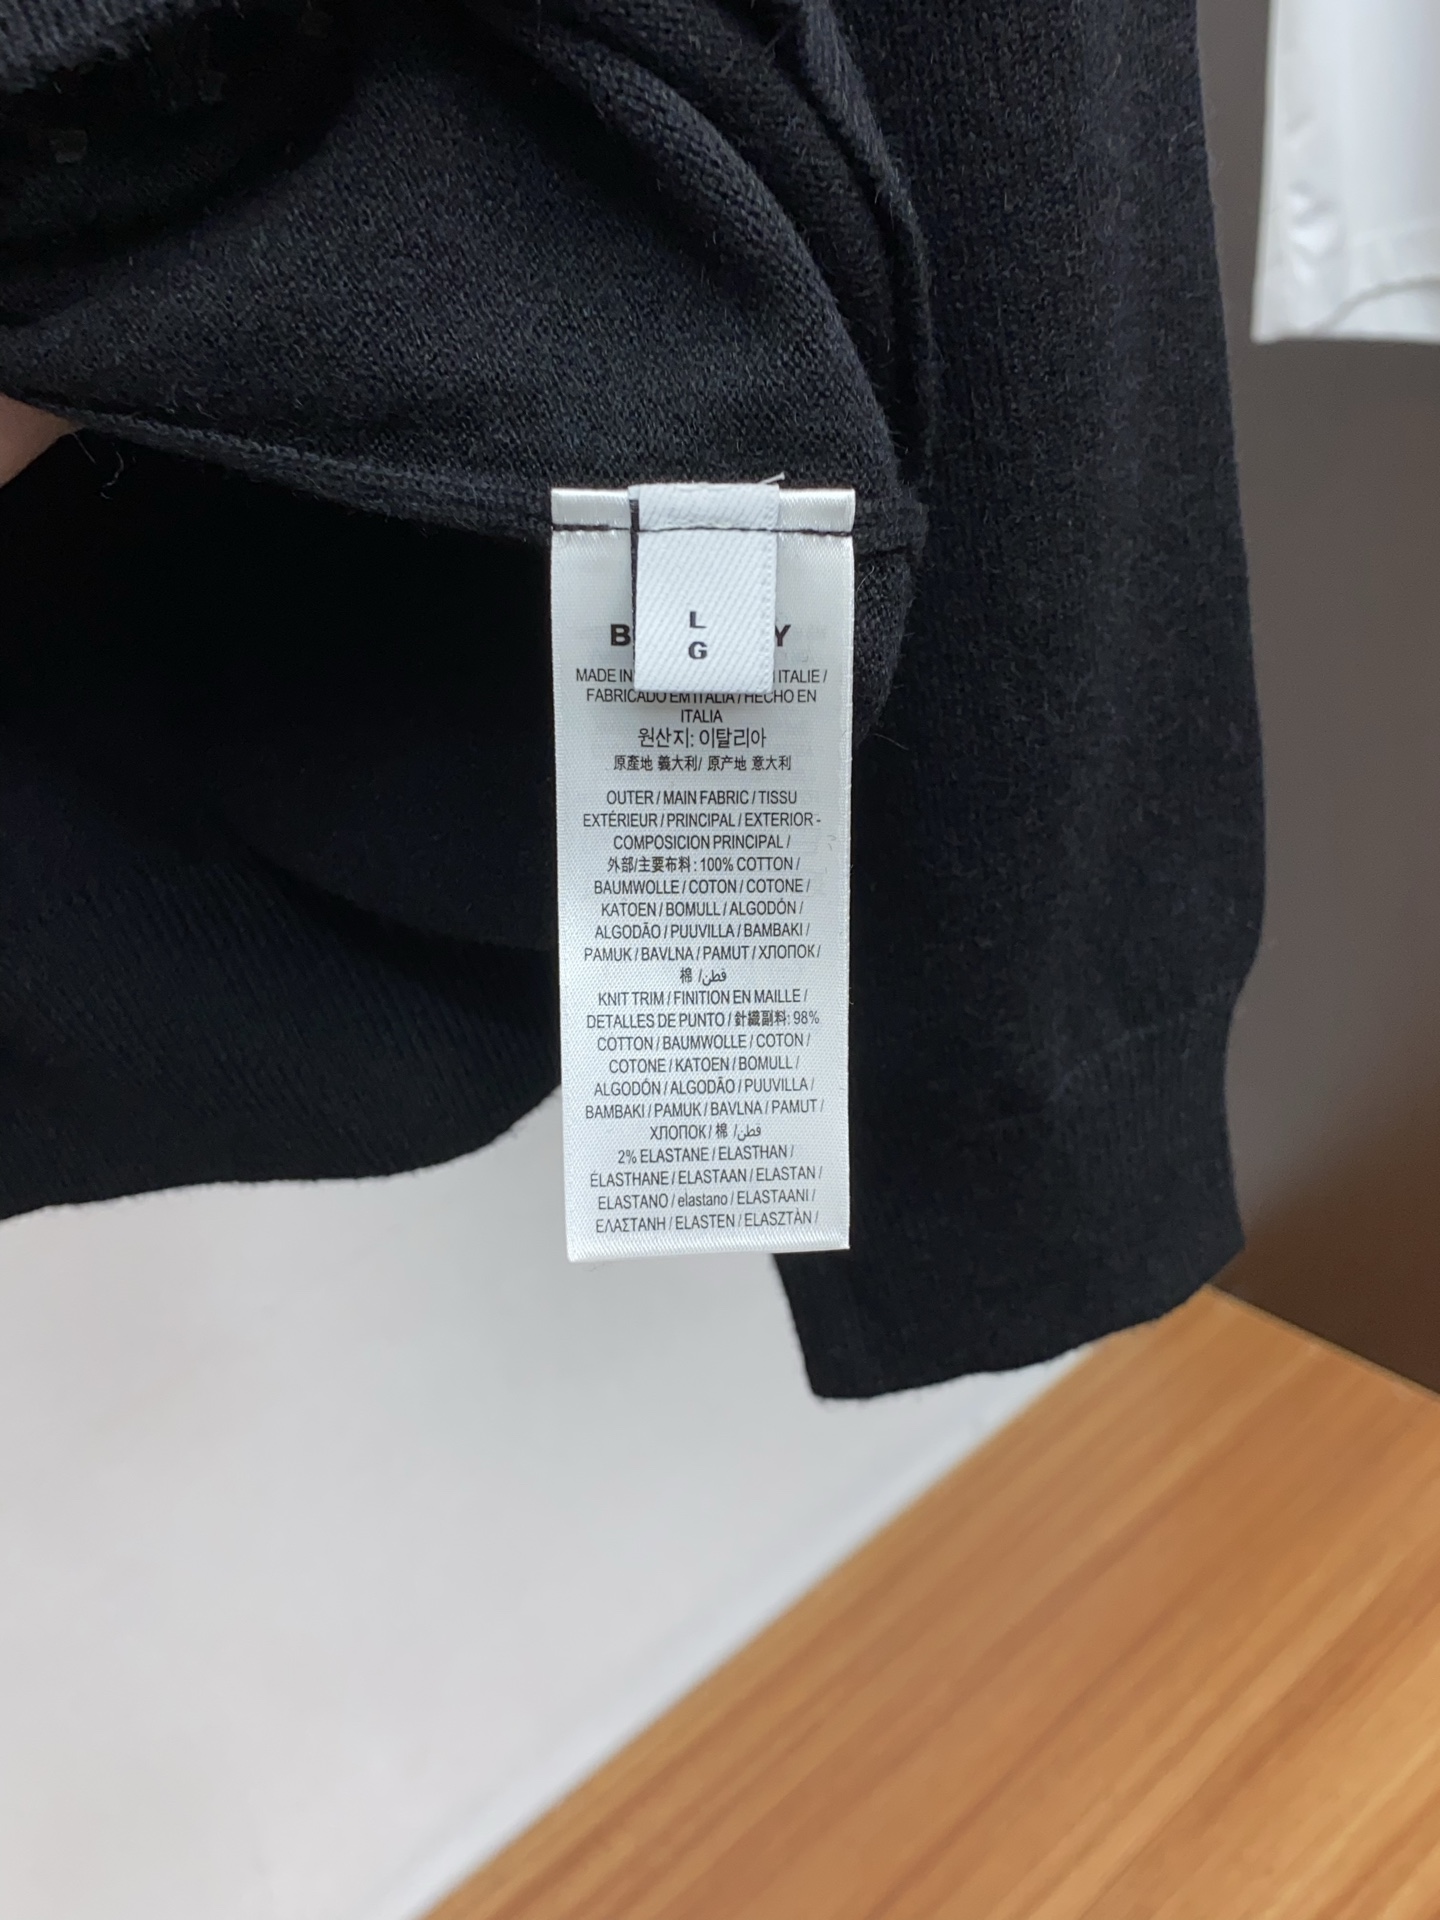 L
G
B Y
MADE IN ITALIE /
FABRICADO EM ITALIA / HECHO EN
ITALIA
원산지: 이탈리아
原產地 義大利/ 原产地 意大利
OUTER / MAIN FABRIC / TISSU
EXTÉRIEUR / PRINCIPAL / EXTERIOR -
COMPOSICION PRINCIPAL /
外部/主要布料: 100% COTTON /
BAUMWOLLE / COTON / COTONE /
KATOEN / BOMULL / ALGODÓN /
ALGODÃO / PUUVILLA / BAMBAKI /
PAMUK / BAVLNA / PAMUT / ХЛОПОК /
棉 /قطن
KNIT TRIM / FINITION EN MAILLE /
DETALLES DE PUNTO / 針織副料: 98%
COTTON / BAUMWOLLE / COTON /
COTONE / KATOEN / BOMULL /
ALGODÓN / ALGODÃO / PUUVILLA /
BAMBAKI / PAMUK / BAVLNA / PAMUT /
ХЛОПОК / 棉 /قطن
2% ELASTANE / ELASTHAN /
ÉLASTHANE / ELASTAAN / ELASTAN /
ELASTANO / elastano / ELASTAANI /
ΕΛΑΣΤΑΝΗ / ELASTEN / ELASZTÀN /